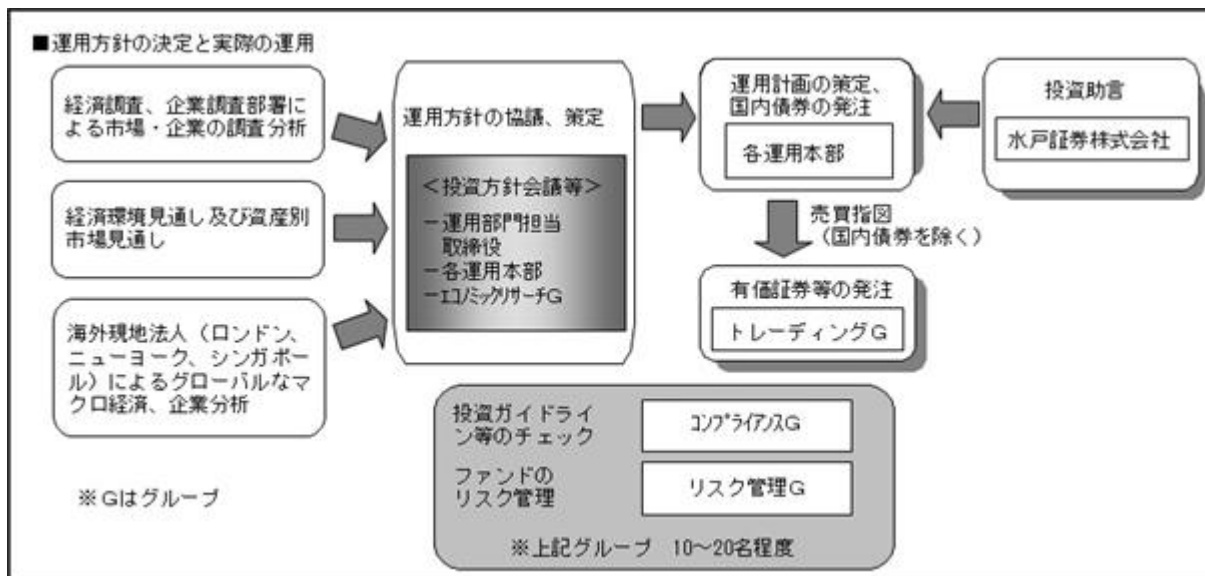 ■運用方針の決定と実際の運用
経済調査、企業調査部署に
よる市場・企業の調査分析
経済環境見通し及び資産別
市場見通し
海外現地法人（ロンドン、
ニューヨーク、シンガポー
ル）によるグローバルなマ
クロ経済、企業分析
※Gはグループ
運用方針の協議、策定
＜投資方針会議等＞
－運用部門担当
取締役
－各運用本部
－ｴｺﾉﾐｯｸﾘｻｰﾁG
運用計画の策定、
国内債券の発注
各運用本部
投資助言
水戸証券株式会社
売買指図
（国内債券を除く）
有価証券等の発注
トレーディングG
投資ガイドライ
ン等のチェック
ｺﾝﾌﾟﾗｲｱﾝｽG
ファンドの
リスク管理
リスク管理G
※上記グループ　10～20名程度